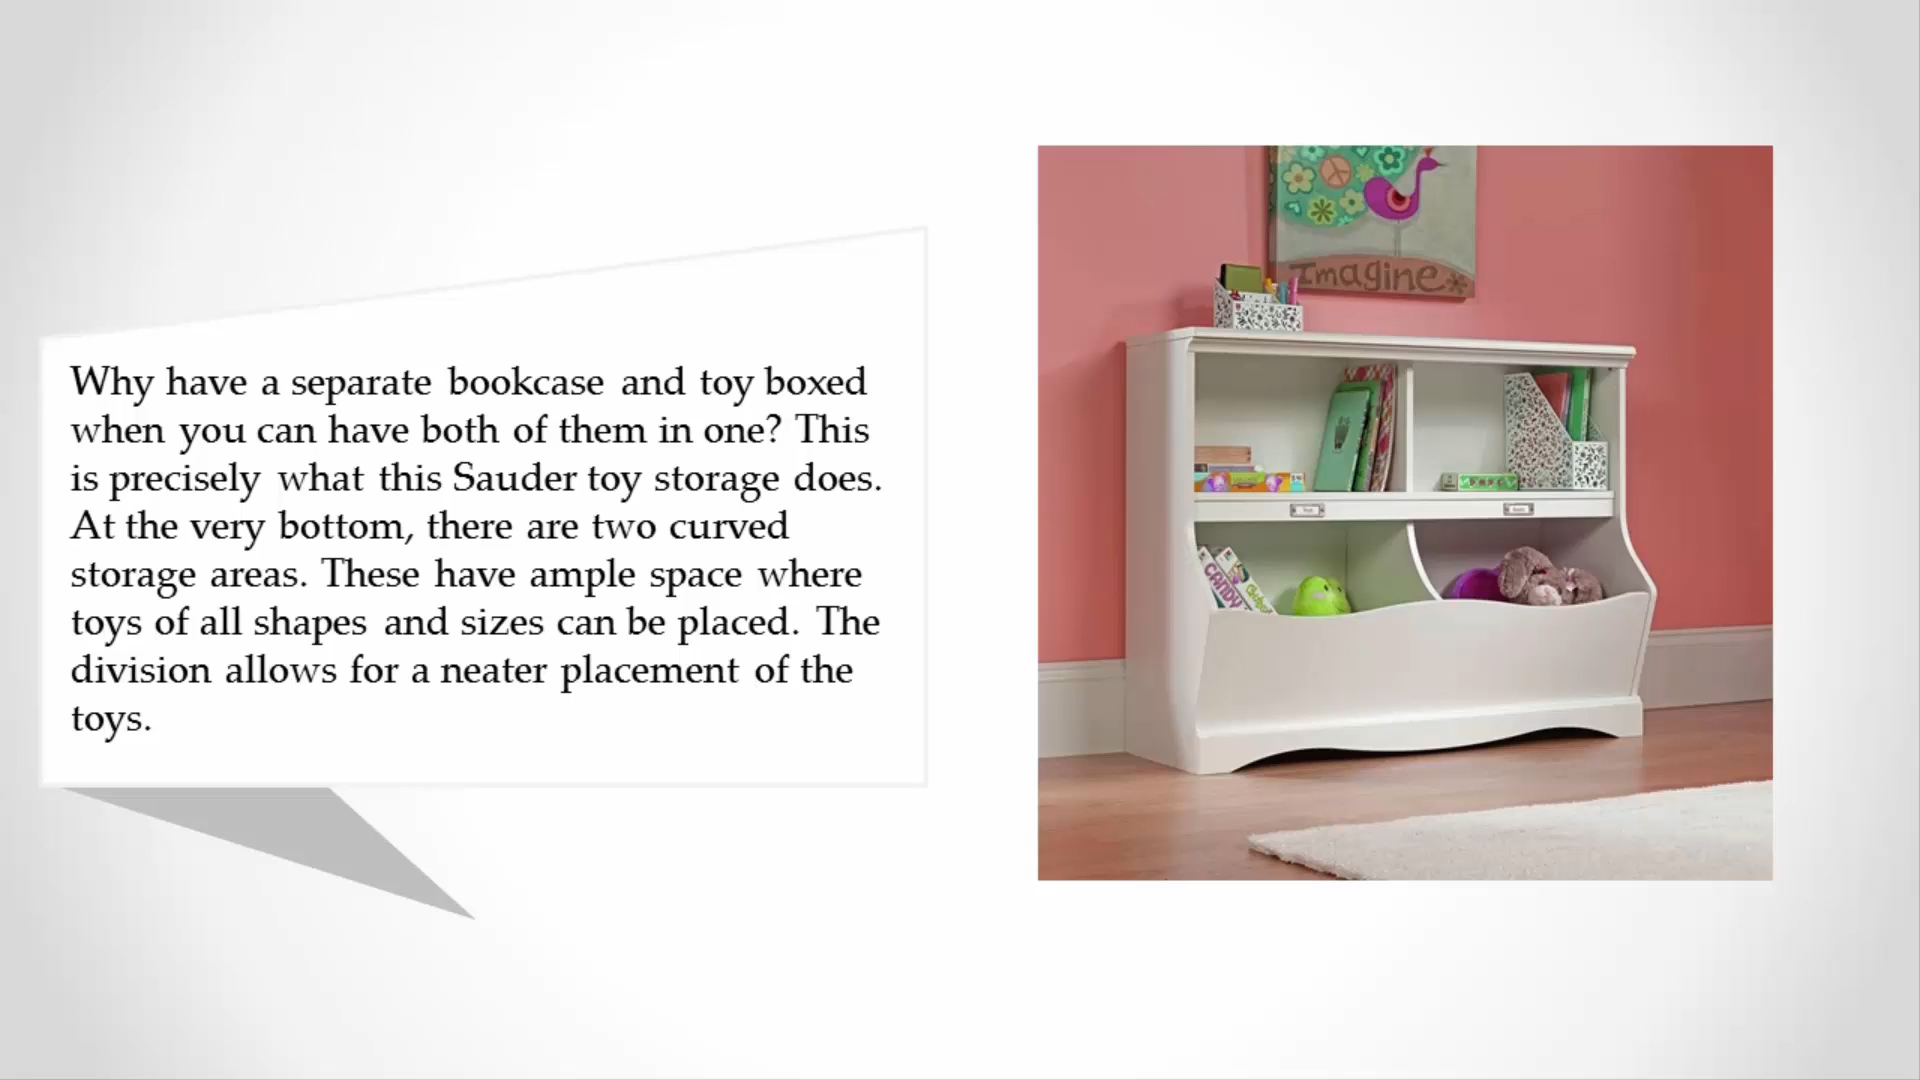 Why have a separate bookcase and toy boxed
when you can have both of them in one? This
is precisely what this Sauder toy storage does.
At the very bottom, there are two curved
storage areas. These have ample space where
toys of all shapes and sizes can be placed. The
division allows for a neater placement of the
toys.
Imagine
CANDY